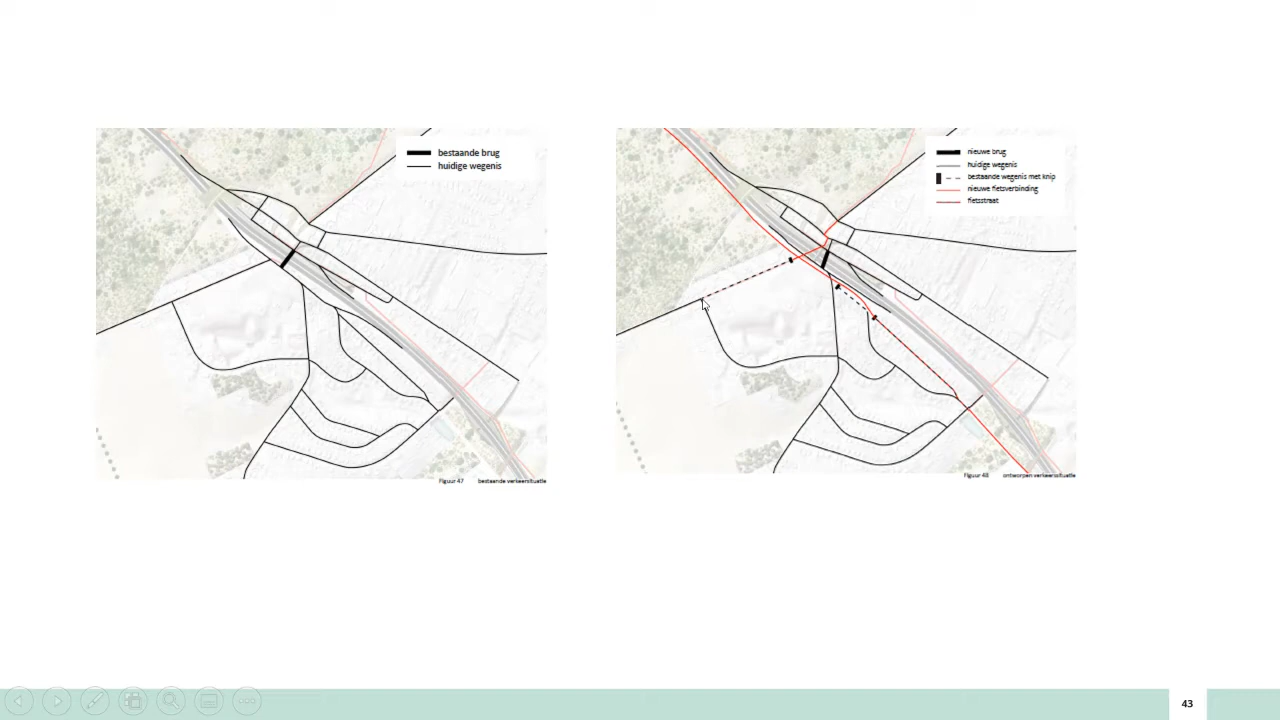 bestaande brug
huidige wegenis
Figuur 47 bestaande verkeerssituatie
nieuwe brug
huidige wegenis
bestaande wegenis met knip
nieuwe fietsverbinding
fietsstraat
Figuur 48 ontworpen verkeerssituatie
43